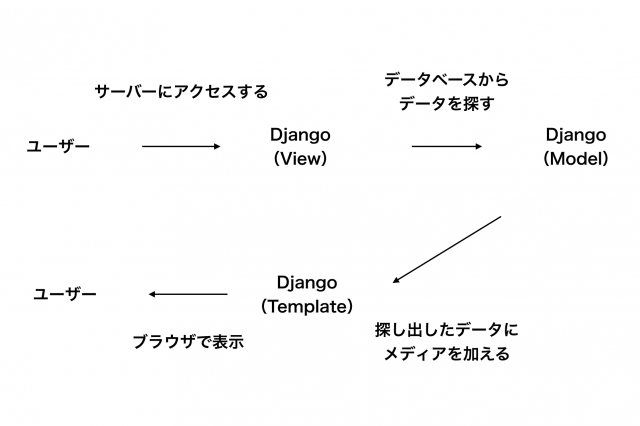 サーバーにアクセスする
データベースから
データを探す
ユーザー
Django
（View）
Django
（Model）
ユーザー
Django
（Template）
ブラウザで表示
探し出したデータに
メディアを加える